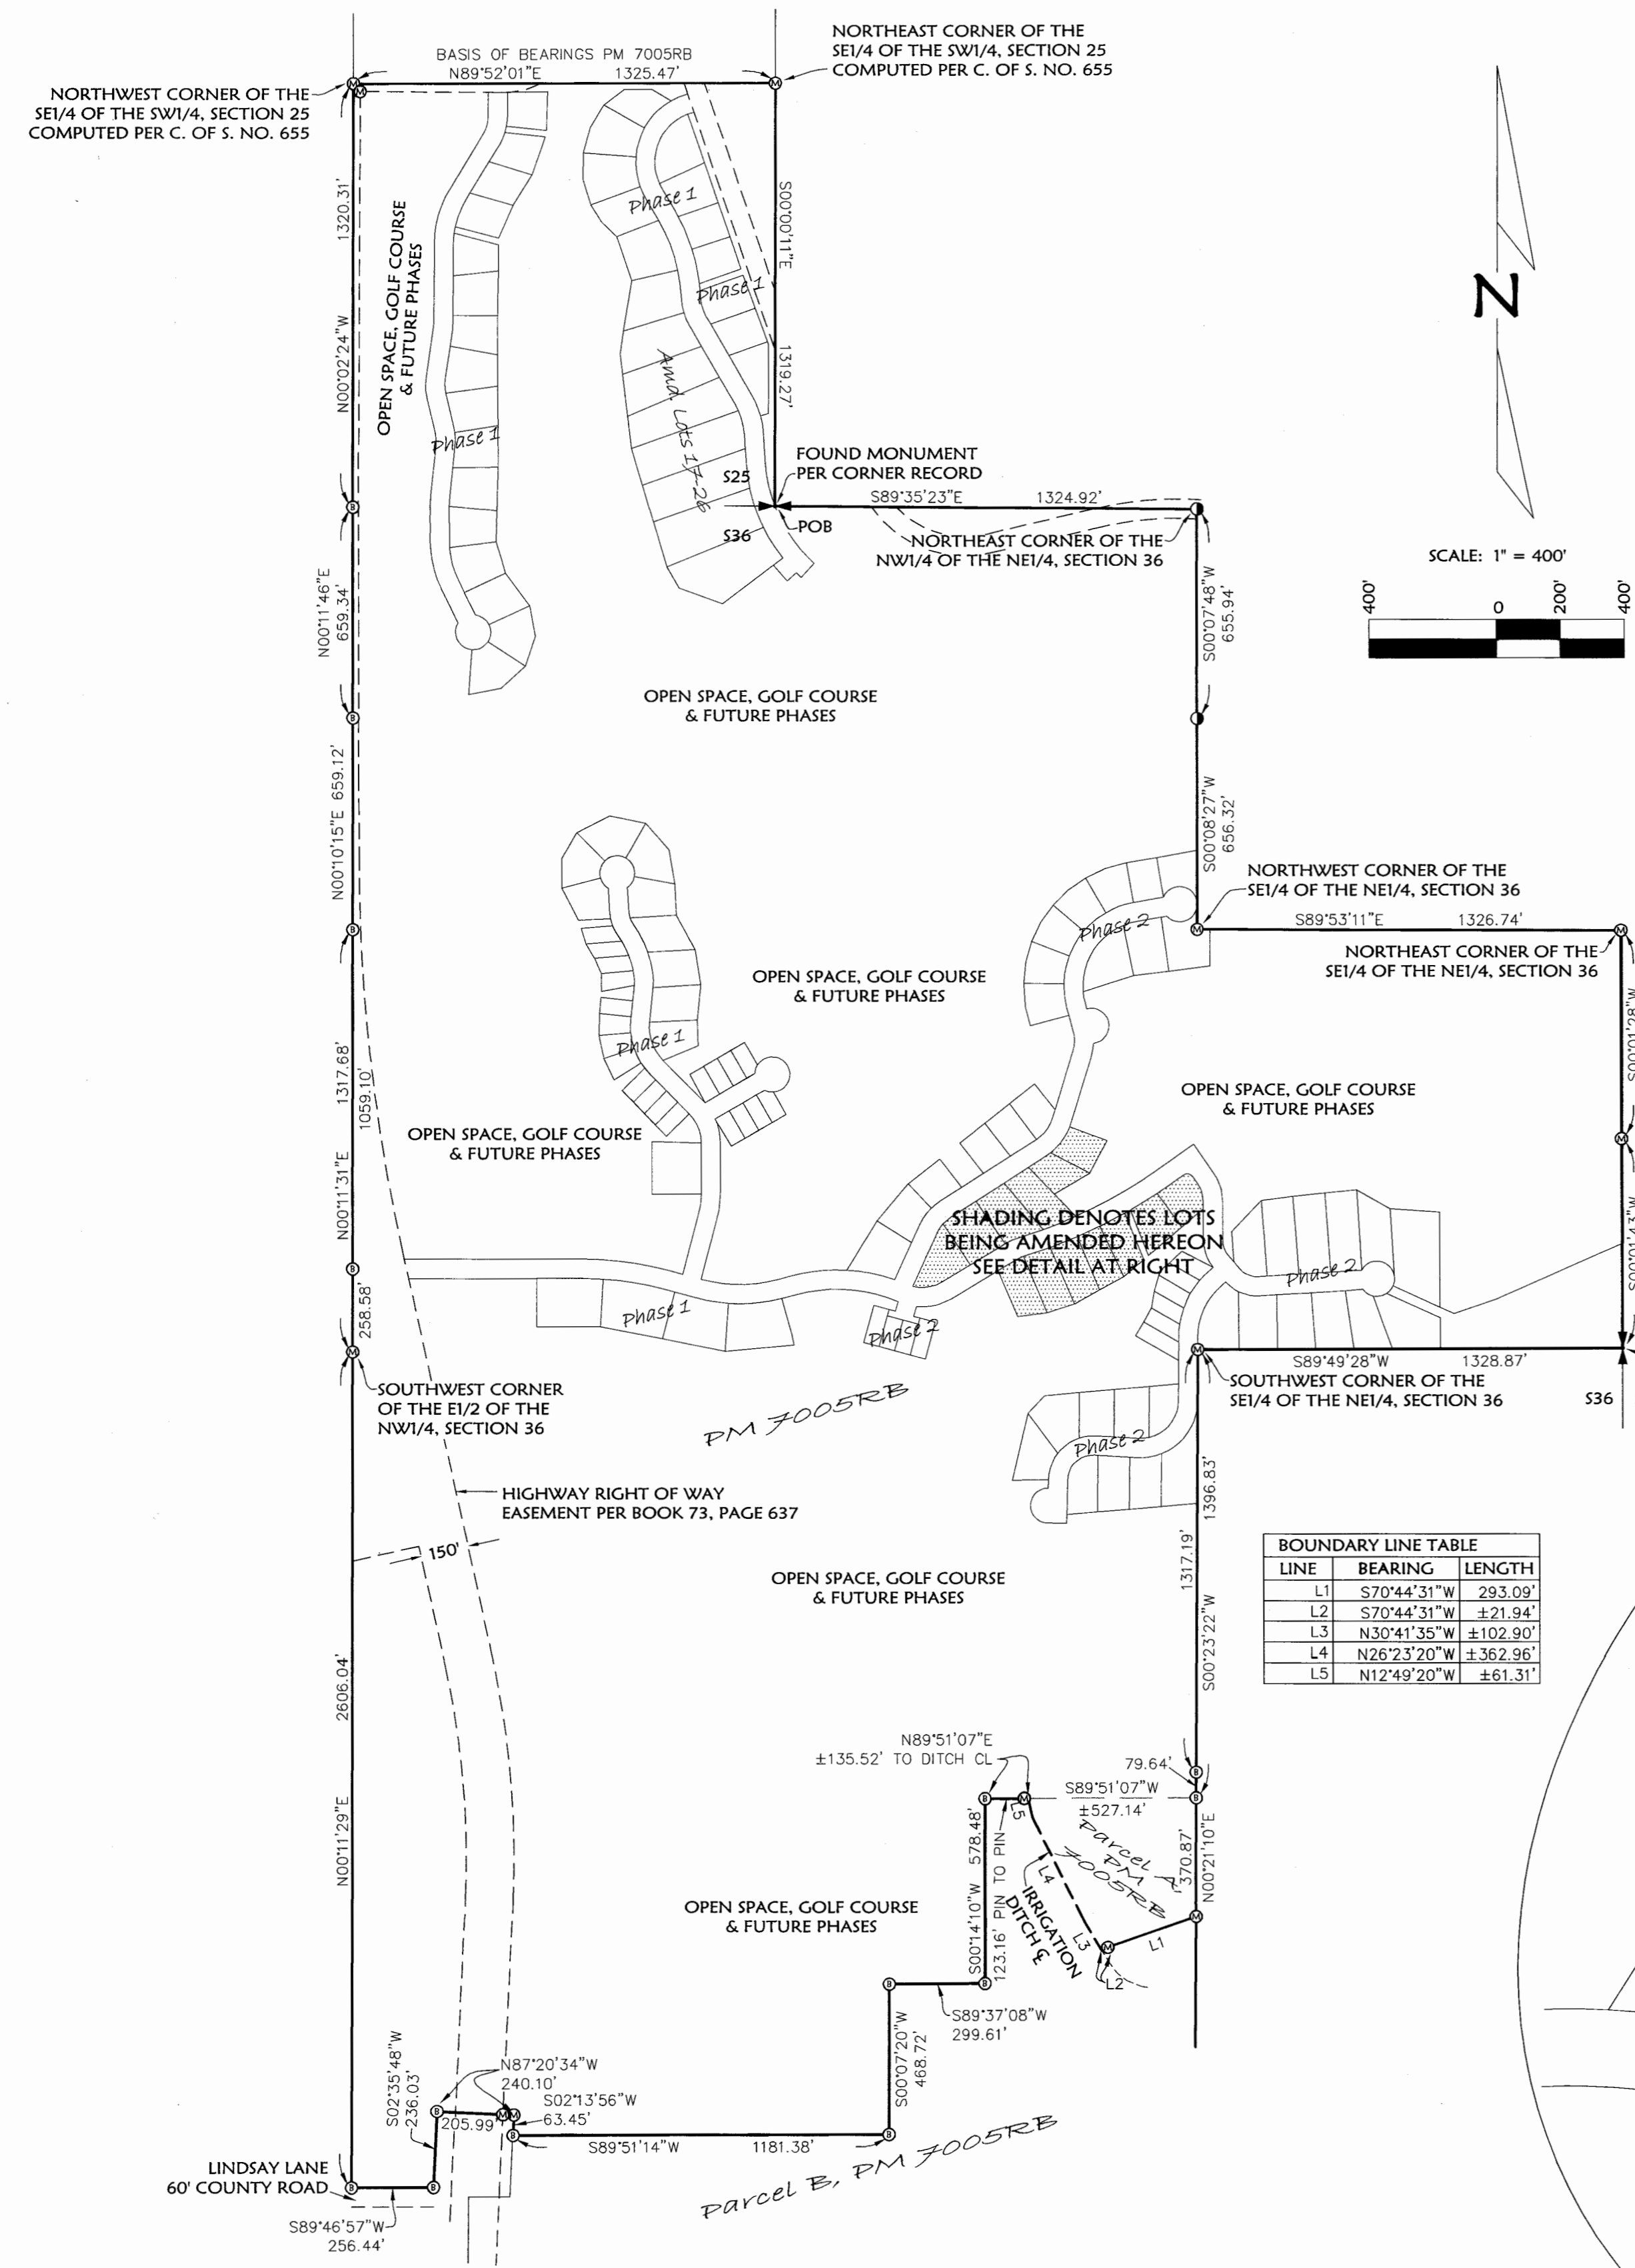 BASIS OF BEARINGS PM 7005RB
N89°52'01"E 1325.47'
NORTHEAST CORNER OF THE
SE1/4 OF THE SW1/4, SECTION 25
COMPUTED PER C. OF S. NO. 655
NORTHWEST CORNER OF THE
SE1/4 OF THE SW1/4, SECTION 25
COMPUTED PER C. OF S. NO. 655
N00°02'24"W 1320.31'
OPEN SPACE, GOLF COURSE
& FUTURE PHASES
Phase 1
Phase 1
Phase 1
Amd. Lots 17-26
S00°00'11"E 1319.27'
N
FOUND MONUMENT
PER CORNER RECORD
S25
S36
POB
S89°35'23"E 1324.92'
NORTHEAST CORNER OF THE
NW1/4 OF THE NE1/4, SECTION 36
SCALE: 1" = 400'
400' 0 200' 400'
N00°11'46"E
659.34'
S00°07'48"W
655.94'
OPEN SPACE, GOLF COURSE
& FUTURE PHASES
N00°10'15"E 659.12'
S00°08'27"W
656.32'
NORTHWEST CORNER OF THE
SE1/4 OF THE NE1/4, SECTION 36
S89°53'11"E 1326.74'
NORTHEAST CORNER OF THE
SE1/4 OF THE NE1/4, SECTION 36
Phase 2
OPEN SPACE, GOLF COURSE
& FUTURE PHASES
S00°01'28"W
Phase 1
N00°11'31"E 1317.68'
1059.10'
OPEN SPACE, GOLF COURSE
& FUTURE PHASES
OPEN SPACE, GOLF COURSE
& FUTURE PHASES
SHADING DENOTES LOTS
BEING AMENDED HEREON
SEE DETAIL AT RIGHT
S00°01'43"W
Phase 2
258.58'
Phase 1
Phase 2
S89°49'28"W 1328.87'
SOUTHWEST CORNER OF THE
SE1/4 OF THE NE1/4, SECTION 36
S36
SOUTHWEST CORNER
OF THE E1/2 OF THE
NW1/4, SECTION 36
PM 7005RB
Phase 2
HIGHWAY RIGHT OF WAY
EASEMENT PER BOOK 73, PAGE 637
150'
1396.83'
S00°23'22"W 1317.19'
OPEN SPACE, GOLF COURSE
& FUTURE PHASES
BOUNDARY LINE TABLE
LINE BEARING LENGTH
L1 S70°44'31"W 293.09'
L2 S70°44'31"W ±21.94'
L3 N30°41'35"W ±102.90'
L4 N26°23'20"W ±362.96'
L5 N12°49'20"W ±61.31'
N00°11'29"E 2606.04'
N89°51'07"E
±135.52' TO DITCH CL
79.64'
S89°51'07"W
±527.14'
L5
Parcel A,
PM
7005RB
N00°21'10"E
370.87'
S00°14'10"W 578.48'
123.16' PIN TO PIN
L4
IRRIGATION
DITCH ℄
L3
L1
L2
OPEN SPACE, GOLF COURSE
& FUTURE PHASES
S89°37'08"W
299.61'
S00°07'20"W
468.72'
S02°35'48"W
236.03'
N87°20'34"W
240.10'
S02°13'56"W
63.45'
205.99'
S89°51'14"W 1181.38'
Parcel B, PM 7005RB
LINDSAY LANE
60' COUNTY ROAD
S89°46'57"W
256.44'